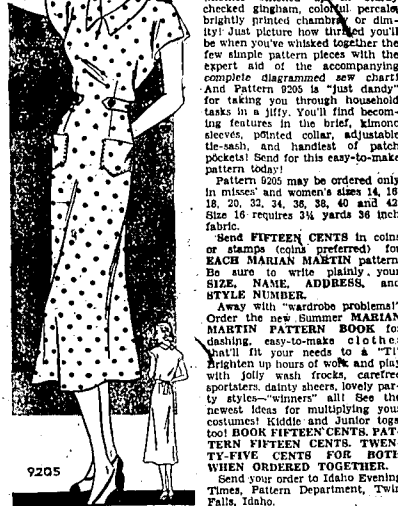 checked gingham, colorful percale,
brightly printed chambray or dim-
ity! Just picture how thrilled you'll
be when you've whisked together the
few simple pattern pieces with the
expert aid of the accompanying
complete diagrammed sew chart!
And Pattern 9205 is "just dandy"
for taking you through household
tasks in a jiffy. You'll find becom-
ing features in the brief, kimono
sleeves, pointed collar, adjustable
tie-sash, and handiest of patch
pockets! Send for this easy-to-make
pattern today!
Pattern 9205 may be ordered only
in misses' and women's sizes 14, 16
18, 20, 32, 34, 36, 38, 40 and 42
Size 16 requires 3¼ yards 36 inch
fabric.
Send FIFTEEN CENTS in coins
or stamps (coins preferred) for
EACH MARIAN MARTIN pattern
Be sure to write plainly your
SIZE, NAME, ADDRESS, and
STYLE NUMBER.
Away with "wardrobe problems!"
Order the new Summer MARIAN
MARTIN PATTERN BOOK for
dashing, easy-to-make clothes
that'll fit your needs to a "T!"
Brighten up hours of work and play
with jolly wash frocks, carefree
sportsters, dainty sheers, lovely par-
ty styles—"winners" all! See the
newest ideas for multiplying your
costumes! Kiddie and Junior togs
too! BOOK FIFTEEN CENTS. PAT-
TERN FIFTEEN CENTS. TWEN-
TY-FIVE CENTS FOR BOTH
WHEN ORDERED TOGETHER.
Send your order to Idaho Evening
Times, Pattern Department, Twin
Falls, Idaho.
9205